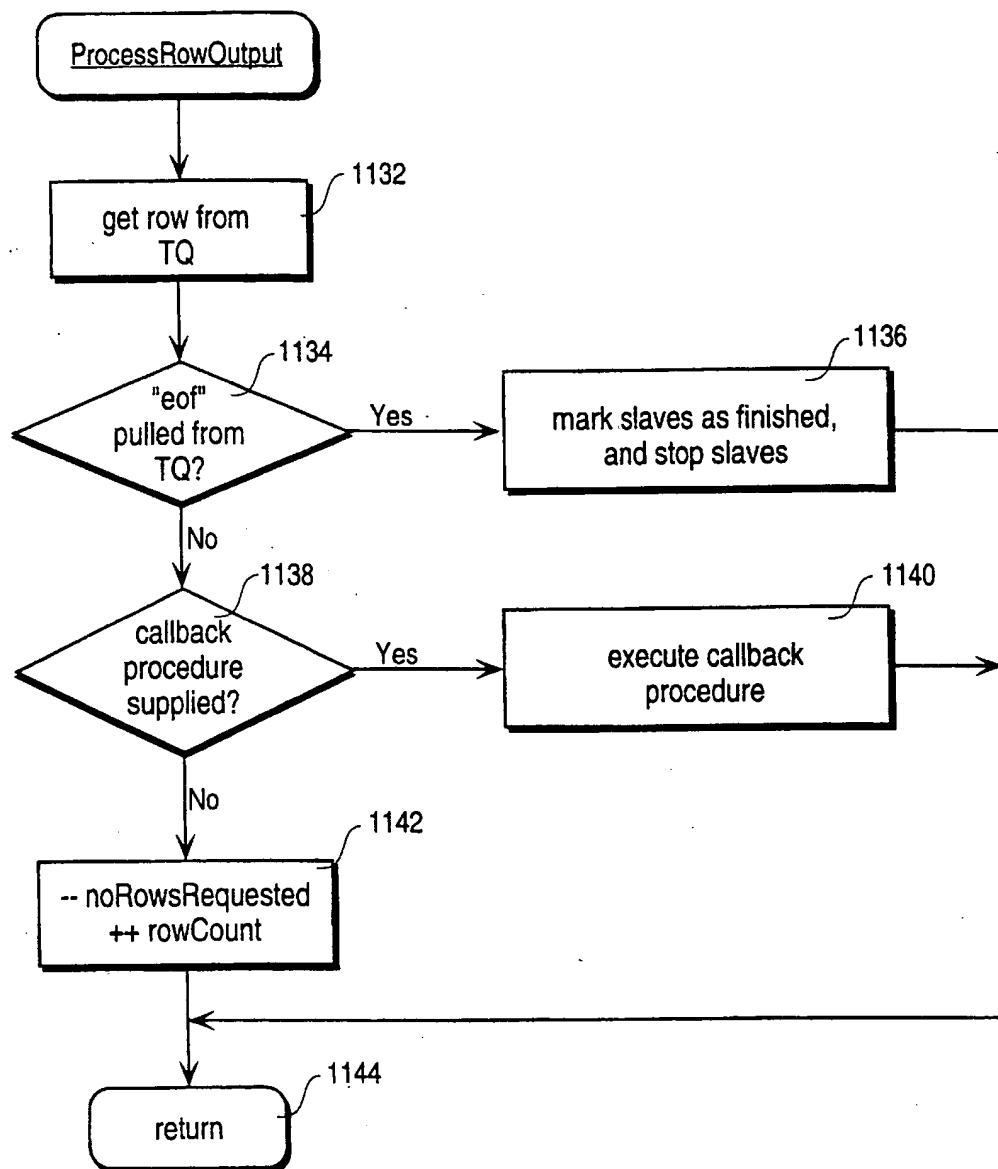 ProcessRowOutput
1132
get row from
TQ
1134
"eof"
pulled from
TQ?
Yes
1136
mark slaves as finished,
and stop slaves
No
1138
callback
procedure
supplied?
Yes
1140
execute callback
procedure
No
1142
-- noRowsRequested
++ rowCount
1144
return